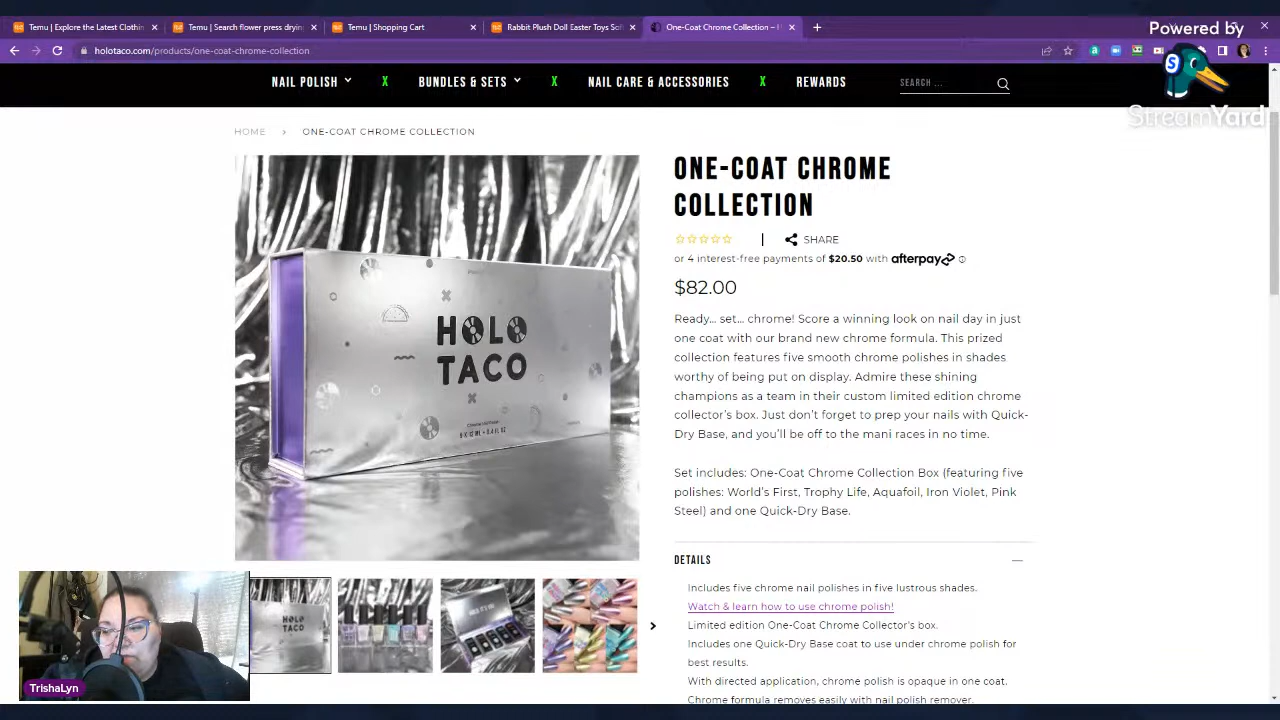 Temu | Explore the Latest Clothin
Temu | Search flower press dryin
Temu | Shopping Cart
Rabbit Plush Doll Easter Toys Sof
One-Coat Chrome Collection – H
Powered by
StreamYard
holotaco.com/products/one-coat-chrome-collection
NAIL POLISH X BUNDLES & SETS X NAIL CARE & ACCESSORIES X REWARDS
SEARCH ...
HOME › ONE-COAT CHROME COLLECTION
HOLO
TACO
ONE-COAT CHROME
COLLECTION
SHARE
or 4 interest-free payments of $20.50 with afterpay
$82.00
Ready... set... chrome! Score a winning look on nail day in just
one coat with our brand new chrome formula. This prized
collection features five smooth chrome polishes in shades
worthy of being put on display. Admire these shining
champions as a team in their custom limited edition chrome
collector's box. Just don't forget to prep your nails with Quick-
Dry Base, and you'll be off to the mani races in no time.
Set includes: One-Coat Chrome Collection Box (featuring five
polishes: World's First, Trophy Life, Aquafoil, Iron Violet, Pink
Steel) and one Quick-Dry Base.
DETAILS
Includes five chrome nail polishes in five lustrous shades.
Watch & learn how to use chrome polish!
Limited edition One-Coat Chrome Collector's box.
Includes one Quick-Dry Base coat to use under chrome polish for
best results.
With directed application, chrome polish is opaque in one coat.
Chrome formula removes easily with nail polish remover.
HOLO
TACO
TrishaLyn